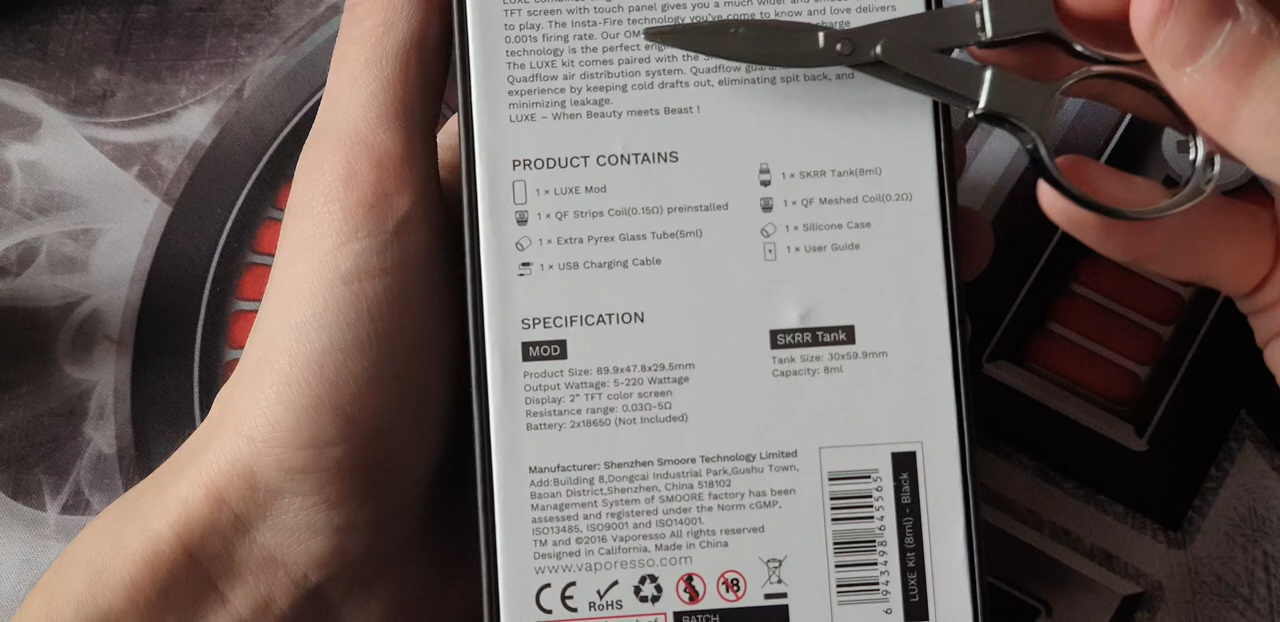 TFT screen with touch panel gives you a much wider and
to play. The Insta-Fire technology you've come to know and love delivers
0.001s firing rate. Our OM charge
technology is the perfect
The LUXE kit comes paired with the
Quadflow air distribution system. Quadflow
experience by keeping cold drafts out, eliminating spit back, and
minimizing leakage.
LUXE – When Beauty meets Beast !
PRODUCT CONTAINS
1 × LUXE Mod
1 × QF Strips Coil(0.15Ω) preinstalled
1 × Extra Pyrex Glass Tube(5ml)
1 × USB Charging Cable
1 × SKRR Tank(8ml)
1 × QF Meshed Coil(0.2Ω)
1 × Silicone Case
1 × User Guide
SPECIFICATION
MOD
Product Size: 89.9x47.8x29.5mm
Output Wattage: 5-220 Wattage
Display: 2" TFT color screen
Resistance range: 0.03Ω-5Ω
Battery: 2x18650 (Not Included)
SKRR Tank
Tank Size: 30x59.9mm
Capacity: 8ml
Manufacturer: Shenzhen Smoore Technology Limited
Add:Building 8,Dongcai Industrial Park,Gushu Town,
Baoan District,Shenzhen, China 518102
Management System of SMOORE factory has been
assessed and registered under the Norm cGMP,
ISO13485, ISO9001 and ISO14001.
TM and ©2016 Vaporesso All rights reserved
Designed in California, Made in China
www.vaporesso.com
CE
RoHS
18
BATCH
6 943498 645565
LUXE Kit (8ml) - Black